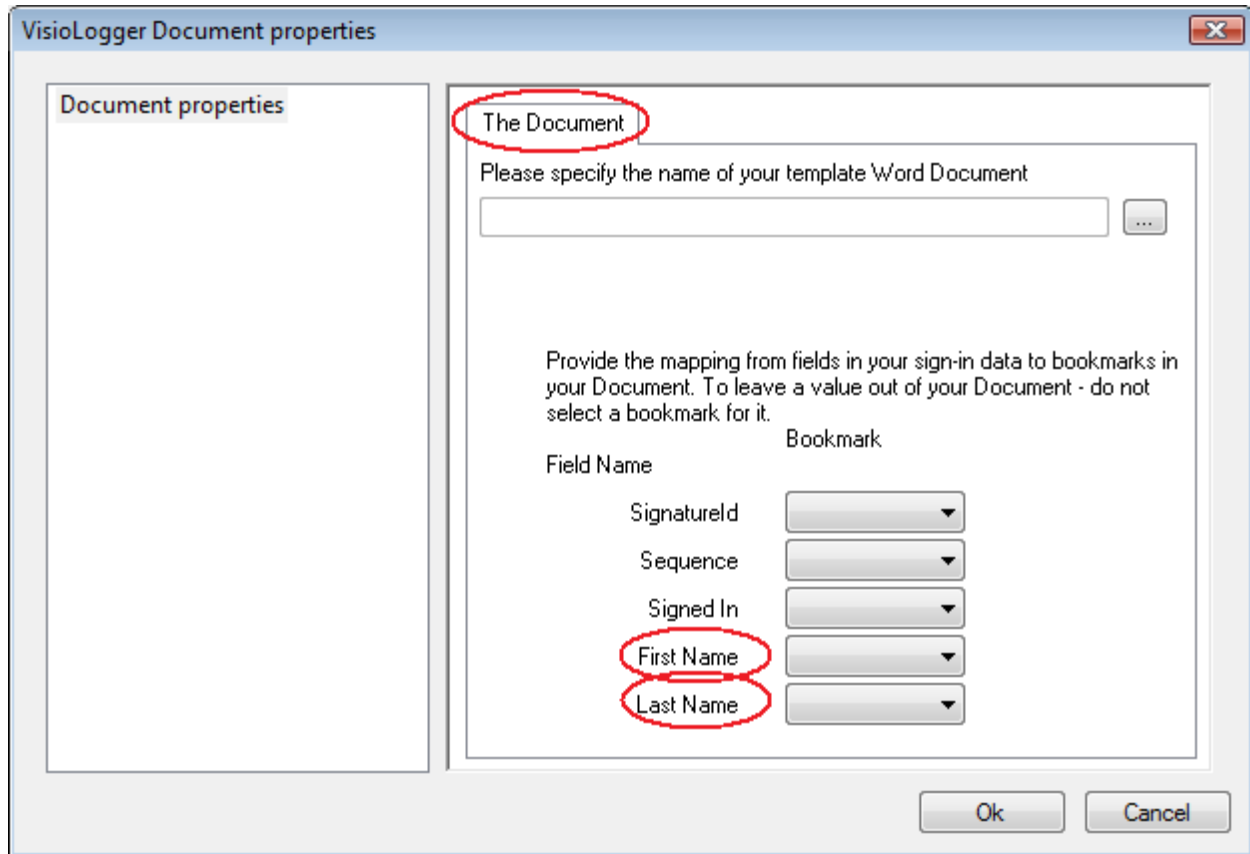 VisioLogger Document properties
Document properties
The Document
Please specify the name of your template Word Document
...
Provide the mapping from fields in your sign-in data to bookmarks in
your Document. To leave a value out of your Document - do not
select a bookmark for it.
Bookmark
Field Name
SignatureId
Sequence
Signed In
First Name
Last Name
Ok
Cancel